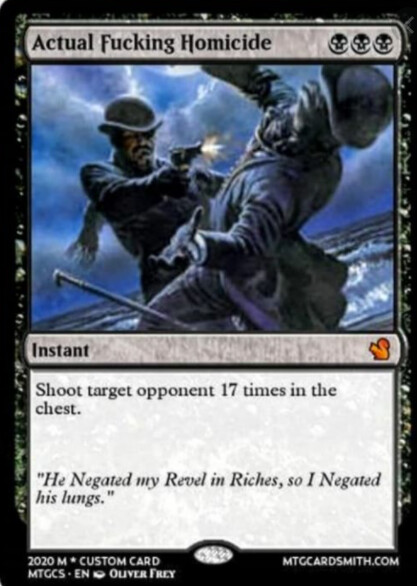 Actual Fucking Homicide
Instant
Shoot target opponent 17 times in the
chest.
"He Negated my Revel in Riches, so I Negated
his lungs."
2020 M * CUSTOM CARD
MTGCS • EN OLIVER FREY
MTGCARDSMITH.COM